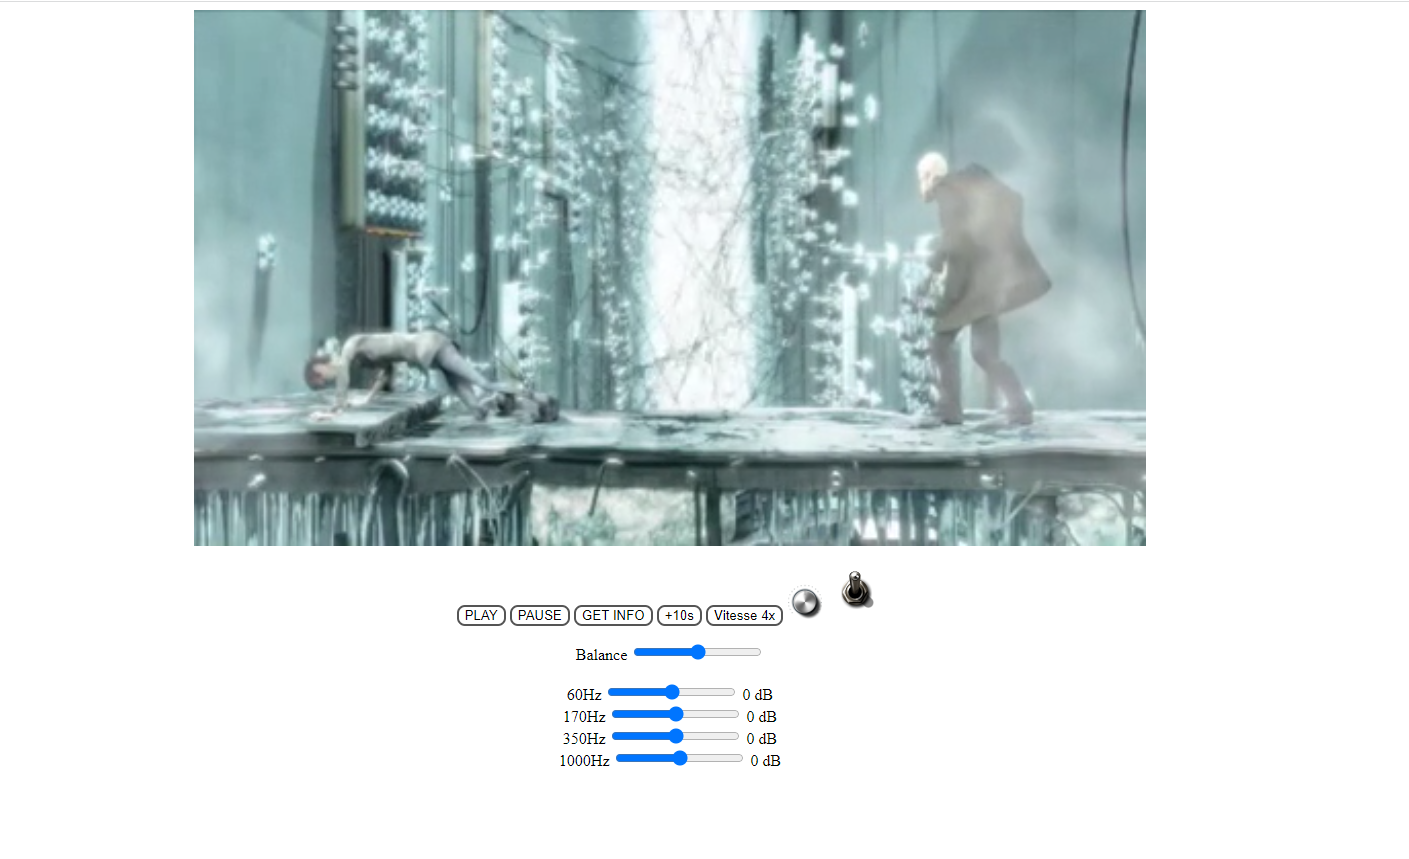 PLAY PAUSE GET INFO +10s Vitesse 4x
Balance
60Hz 0 dB
170Hz 0 dB
350Hz 0 dB
1000Hz 0 dB